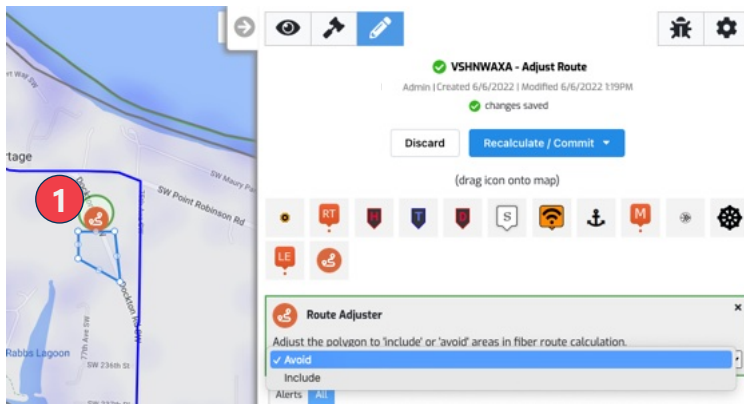 VSHNWAXA - Adjust Route
Admin | Created 6/6/2022 | Modified 6/6/2022 1:19PM
changes saved
Discard
Recalculate / Commit
(drag icon onto map)
RT
H
T
D
S
M
LE
Route Adjuster
×
Adjust the polygon to 'include' or 'avoid' areas in fiber route calculation.
✓ Avoid
Include
Alerts All
1
rtage
SW Point Robinson Rd
SW Maury Pa
Dockton Rd SW
77th Ave SW
Rabbs Lagoon
SW 236th St